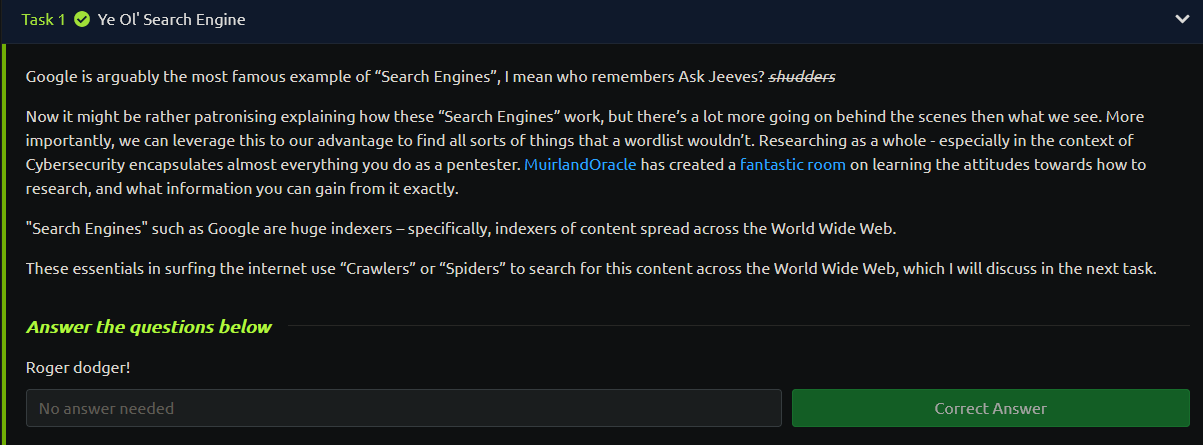 Task 1 Ye Ol' Search Engine
Google is arguably the most famous example of “Search Engines”, I mean who remembers Ask Jeeves? shudders
Now it might be rather patronising explaining how these “Search Engines” work, but there’s a lot more going on behind the scenes then what we see. More
importantly, we can leverage this to our advantage to find all sorts of things that a wordlist wouldn’t. Researching as a whole - especially in the context of
Cybersecurity encapsulates almost everything you do as a pentester. MuirlandOracle has created a fantastic room on learning the attitudes towards how to
research, and what information you can gain from it exactly.
"Search Engines" such as Google are huge indexers – specifically, indexers of content spread across the World Wide Web.
These essentials in surfing the internet use “Crawlers” or “Spiders” to search for this content across the World Wide Web, which I will discuss in the next task.
Answer the questions below
Roger dodger!
No answer needed
Correct Answer